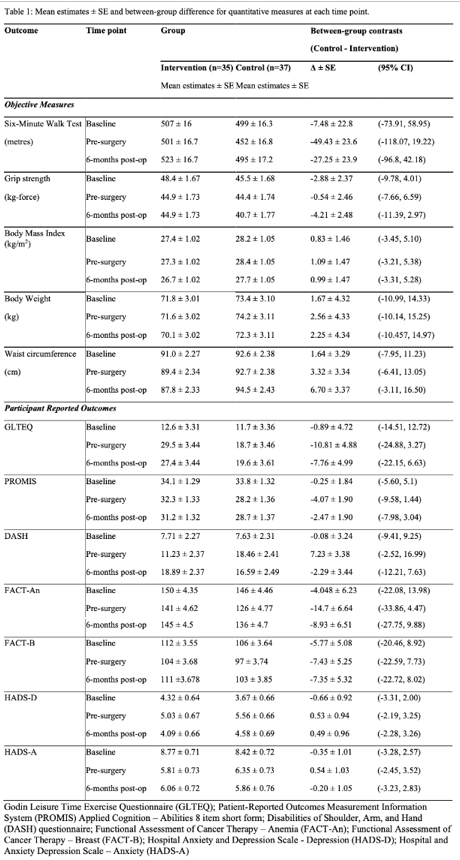 Table 1: Mean estimates ± SE and between-group difference for quantitative measures at each time point.
Outcome Time point Group Between-group contrasts
(Control - Intervention)
Intervention (n=35) Control (n=37) Δ ± SE (95% CI)
Mean estimates ± SE Mean estimates ± SE
Objective Measures
Six-Minute Walk Test Baseline 507 ± 16 499 ± 16.3 -7.48 ± 22.8 (-73.91, 58.95)
(metres) Pre-surgery 501 ± 16.7 452 ± 16.8 -49.43 ± 23.6 (-118.07, 19.22)
6-months post-op 523 ± 16.7 495 ± 17.2 -27.25 ± 23.9 (-96.8, 42.18)
Grip strength Baseline 48.4 ± 1.67 45.5 ± 1.68 -2.88 ± 2.37 (-9.78, 4.01)
(kg-force) Pre-surgery 44.9 ± 1.73 44.4 ± 1.74 -0.54 ± 2.46 (-7.66, 6.59)
6-months post-op 44.9 ± 1.73 40.7 ± 1.77 -4.21 ± 2.48 (-11.39, 2.97)
Body Mass Index Baseline 27.4 ± 1.02 28.2 ± 1.05 0.83 ± 1.46 (-3.45, 5.10)
(kg/m²)
Pre-surgery 27.3 ± 1.02 28.4 ± 1.05 1.09 ± 1.47 (-3.21, 5.38)
6-months post-op 26.7 ± 1.02 27.7 ± 1.05 0.99 ± 1.47 (-3.31, 5.28)
Body Weight Baseline 71.8 ± 3.01 73.4 ± 3.10 1.67 ± 4.32 (-10.99, 14.33)
(kg) Pre-surgery 71.6 ± 3.02 74.2 ± 3.11 2.56 ± 4.33 (-10.14, 15.25)
6-months post-op 70.1 ± 3.02 72.3 ± 3.11 2.25 ± 4.34 (-10.457, 14.97)
Waist circumference Baseline 91.0 ± 2.27 92.6 ± 2.38 1.64 ± 3.29 (-7.95, 11.23)
(cm) Pre-surgery 89.4 ± 2.34 92.7 ± 2.38 3.32 ± 3.34 (-6.41, 13.05)
6-months post-op 87.8 ± 2.33 94.5 ± 2.43 6.70 ± 3.37 (-3.11, 16.50)
Participant Reported Outcomes
GLTEQ Baseline 12.6 ± 3.31 11.7 ± 3.36 -0.89 ± 4.72 (-14.51, 12.72)
Pre-surgery 29.5 ± 3.44 18.7 ± 3.46 -10.81 ± 4.88 (-24.88, 3.27)
6-months post-op 27.4 ± 3.44 19.6 ± 3.61 -7.76 ± 4.99 (-22.15, 6.63)
PROMIS Baseline 34.1 ± 1.29 33.8 ± 1.32 -0.25 ± 1.84 (-5.60, 5.1)
Pre-surgery 32.3 ± 1.33 28.2 ± 1.36 -4.07 ± 1.90 (-9.58, 1.44)
6-months post-op 31.2 ± 1.32 28.7 ± 1.37 -2.47 ± 1.90 (-7.98, 3.04)
DASH Baseline 7.71 ± 2.27 7.63 ± 2.31 -0.08 ± 3.24 (-9.41, 9.25)
Pre-surgery 11.23 ± 2.37 18.46 ± 2.41 7.23 ± 3.38 (-2.52, 16.99)
6-months post-op 18.89 ± 2.37 16.59 ± 2.49 -2.29 ± 3.44 (-12.21, 7.63)
FACT-An Baseline 150 ± 4.35 146 ± 4.46 -4.048 ± 6.23 (-22.08, 13.98)
Pre-surgery 141 ± 4.62 126 ± 4.77 -14.7 ± 6.64 (-33.86, 4.47)
6-months post-op 145 ± 4.5 136 ± 4.7 -8.93 ± 6.51 (-27.75, 9.88)
FACT-B Baseline 112 ± 3.55 106 ± 3.64 -5.77 ± 5.08 (-20.46, 8.92)
Pre-surgery 104 ± 3.68 97 ± 3.74 -7.43 ± 5.25 (-22.59, 7.73)
6-months post-op 111 ±3.678 103 ± 3.85 -7.35 ± 5.32 (-22.72, 8.02)
HADS-D Baseline 4.32 ± 0.64 3.67 ± 0.66 -0.66 ± 0.92 (-3.31, 2.00)
Pre-surgery 5.03 ± 0.67 5.56 ± 0.66 0.53 ± 0.94 (-2.19, 3.25)
6-months post-op 4.09 ± 0.66 4.58 ± 0.69 0.49 ± 0.96 (-2.28, 3.26)
HADS-A Baseline 8.77 ± 0.71 8.42 ± 0.72 -0.35 ± 1.01 (-3.28, 2.57)
Pre-surgery 5.81 ± 0.73 6.35 ± 0.73 0.54 ± 1.03 (-2.45, 3.52)
6-months post-op 6.06 ± 0.72 5.86 ± 0.76 -0.20 ± 1.05 (-3.23, 2.83)
Godin Leisure Time Exercise Questionnaire (GLTEQ); Patient-Reported Outcomes Measurement Information
System (PROMIS) Applied Cognition – Abilities 8 item short form; Disabilities of Shoulder, Arm, and Hand
(DASH) questionnaire; Functional Assessment of Cancer Therapy – Anemia (FACT-An); Functional Assessment
of Cancer Therapy – Breast (FACT-B); Hospital Anxiety and Depression Scale - Depression (HADS-D); Hospital and
Anxiety Depression Scale – Anxiety (HADS-A)